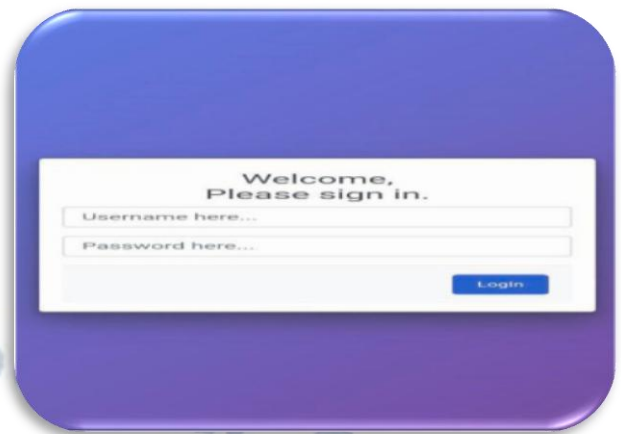 Welcome,
Please sign in.
Username here...
Password here...
Login